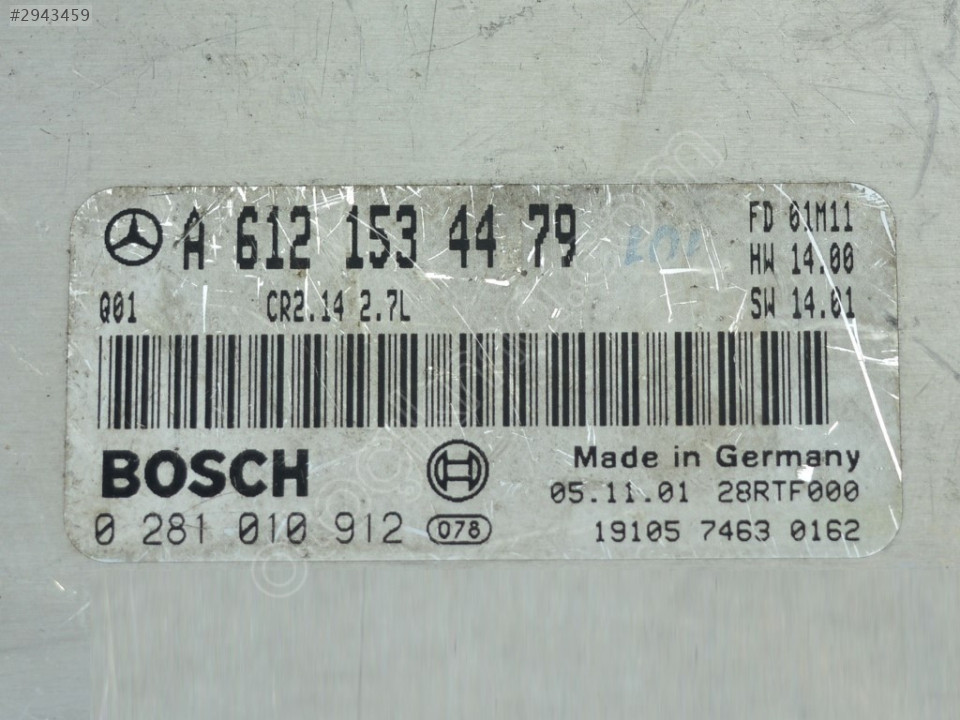 #2943459
A 612 153 44 79
FD 01M11
HW 14.00
Q01 CR2.14 2.7L
SW 14.01
BOSCH
Made in Germany
05.11.01 28RTF000
0 281 010 912 078
19105 7463 0162